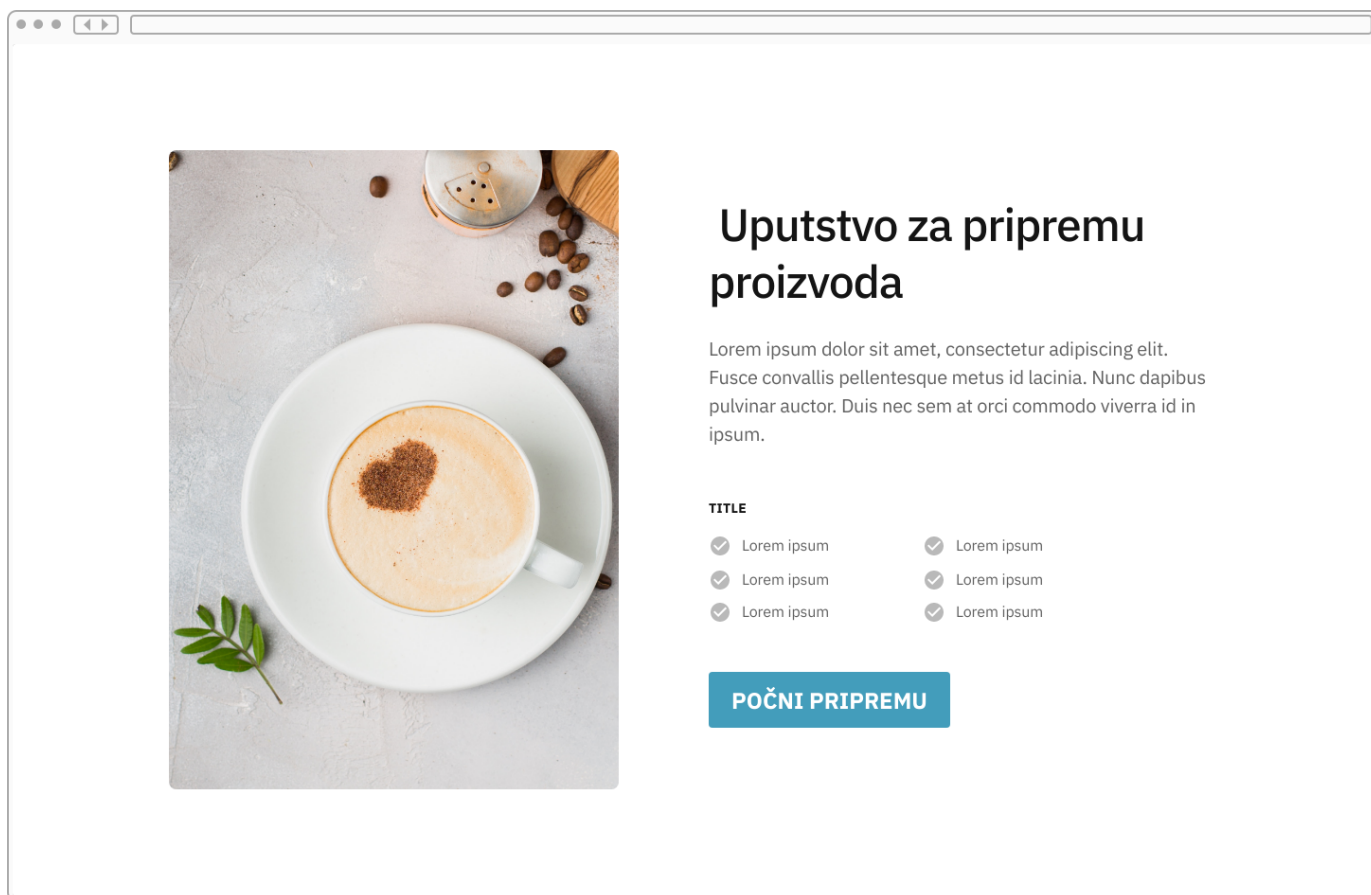 Uputstvo za pripremu
proizvoda
Lorem ipsum dolor sit amet, consectetur adipiscing elit.
Fusce convallis pellentesque metus id lacinia. Nunc dapibus
pulvinar auctor. Duis nec sem at orci commodo viverra id in
ipsum.
TITLE
Lorem ipsum
Lorem ipsum
Lorem ipsum
Lorem ipsum
Lorem ipsum
Lorem ipsum
POČNI PRIPREMU